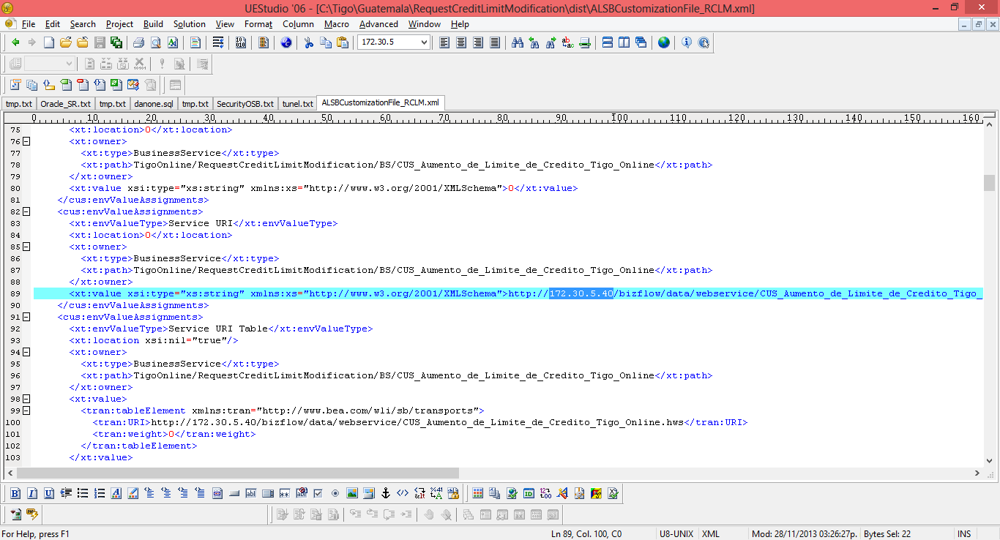 UEStudio '06 - [C:\Tigo\Guatemala\RequestCreditLimitModification\dist\ALSBCustomizationFile_RCLM.xml]
File Edit Search Project Build Solution View Format Column Macro Advanced Window Help
172.30.5
tmp.txt Oracle_SR.txt tmp.txt danone.sql tmp.txt SecurityOSB.txt tunel.txt ALSBCustomizationFile_RCLM.xml
0 10 20 30 40 50 60 70 80 90 100 110 120 130 140 150 160
75 <xt:location>0</xt:location>
76 <xt:owner>
77 <xt:type>BusinessService</xt:type>
78 <xt:path>TigoOnline/RequestCreditLimitModification/BS/CUS_Aumento_de_Limite_de_Credito_Tigo_Online</xt:path>
79 </xt:owner>
80 <xt:value xsi:type="xs:string" xmlns:xs="http://www.w3.org/2001/XMLSchema">0</xt:value>
81 </cus:envValueAssignments>
82 <cus:envValueAssignments>
83 <xt:envValueType>Service URI</xt:envValueType>
84 <xt:location>0</xt:location>
85 <xt:owner>
86 <xt:type>BusinessService</xt:type>
87 <xt:path>TigoOnline/RequestCreditLimitModification/BS/CUS_Aumento_de_Limite_de_Credito_Tigo_Online</xt:path>
88 </xt:owner>
89 <xt:value xsi:type="xs:string" xmlns:xs="http://www.w3.org/2001/XMLSchema">http://172.30.5.40/bizflow/data/webservice/CUS_Aumento_de_Limite_de_Credito_Tigo_
90 </cus:envValueAssignments>
91 <cus:envValueAssignments>
92 <xt:envValueType>Service URI Table</xt:envValueType>
93 <xt:location xsi:nil="true"/>
94 <xt:owner>
95 <xt:type>BusinessService</xt:type>
96 <xt:path>TigoOnline/RequestCreditLimitModification/BS/CUS_Aumento_de_Limite_de_Credito_Tigo_Online</xt:path>
97 </xt:owner>
98 <xt:value>
99 <tran:tableElement xmlns:tran="http://www.bea.com/wli/sb/transports">
100 <tran:URI>http://172.30.5.40/bizflow/data/webservice/CUS_Aumento_de_Limite_de_Credito_Tigo_Online.hws</tran:URI>
101 <tran:weight>0</tran:weight>
102 </tran:tableElement>
103 </xt:value>
For Help, press F1 Ln 89, Col. 100, C0 U8-UNIX XML Mod: 28/11/2013 03:26:27p. Bytes Sel: 22 INS